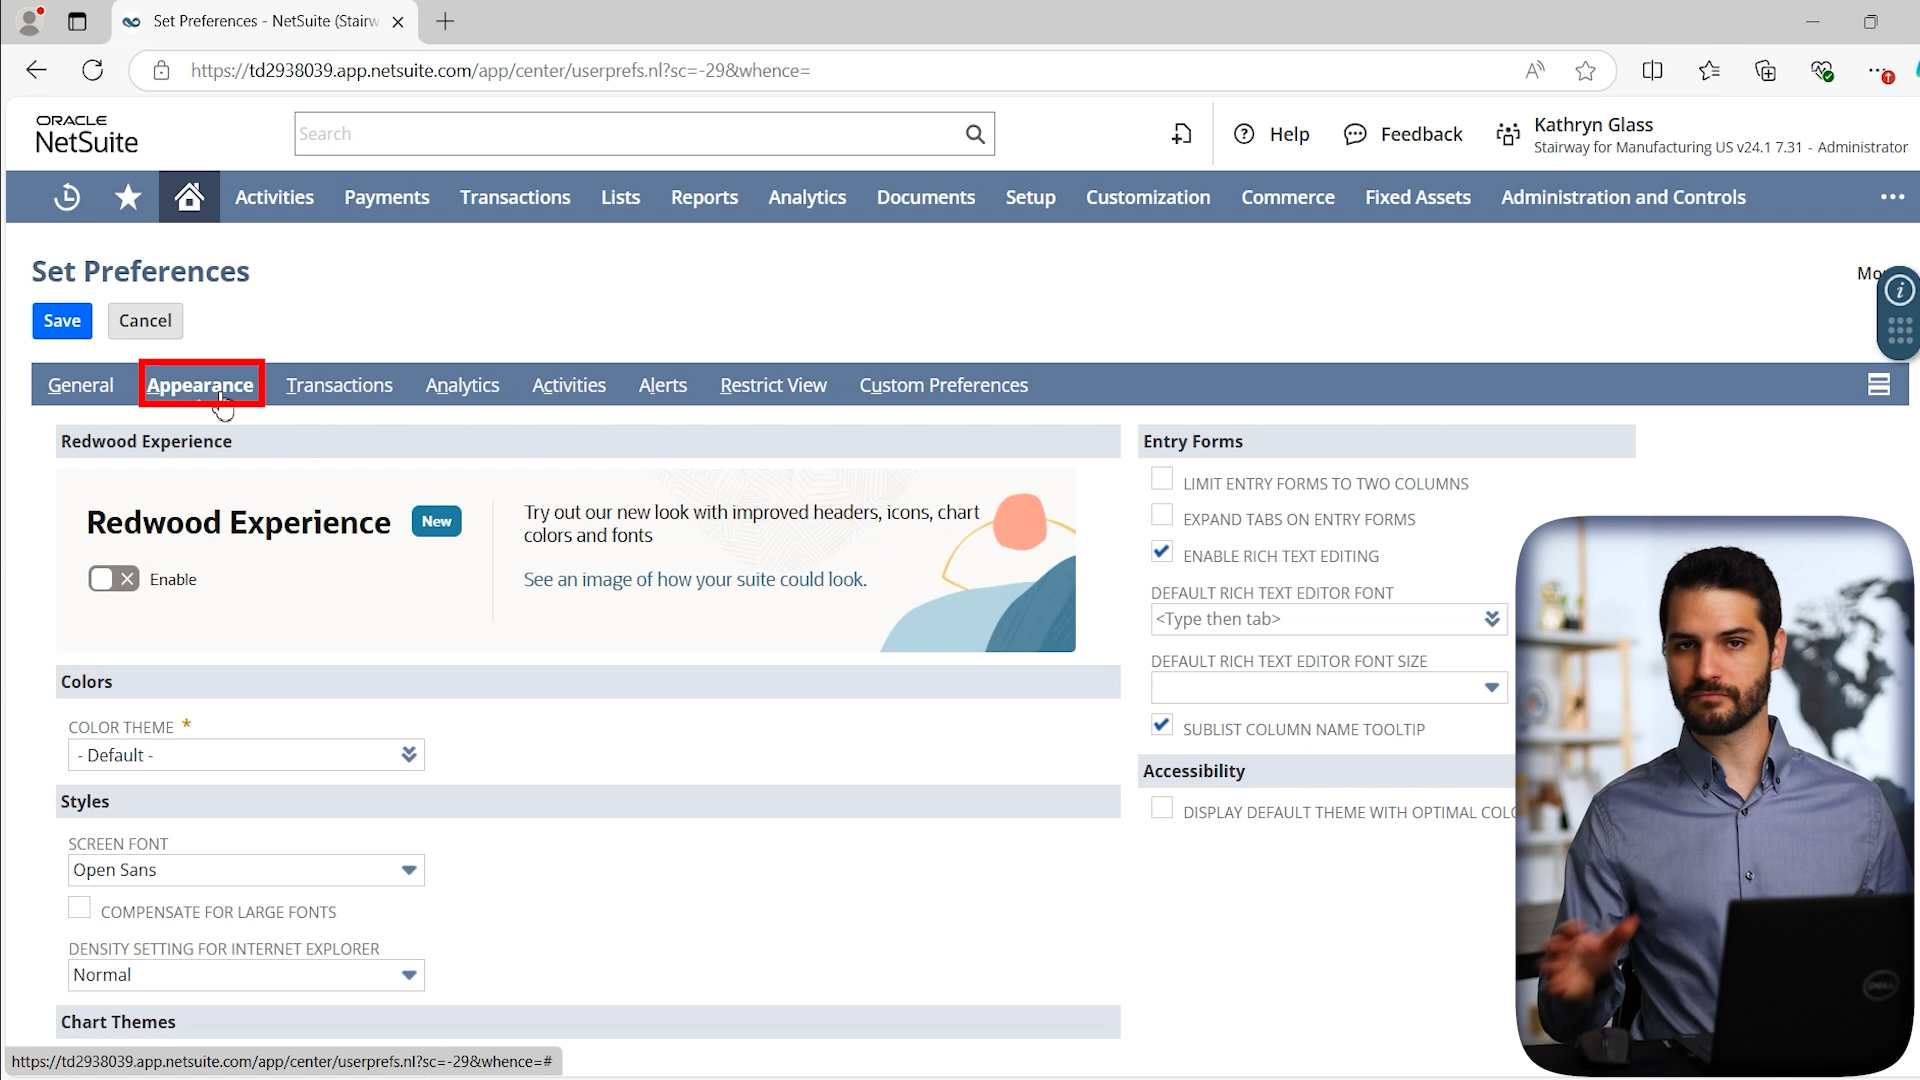 Set Preferences - NetSuite (Stairw
https://td2938039.app.netsuite.com/app/center/userprefs.nl?sc=-29&whence=
ORACLE
NetSuite
Search
Help
Feedback
Kathryn Glass
Stairway for Manufacturing US v24.1 7.31 - Administrator
Activities Payments Transactions Lists Reports Analytics Documents Setup Customization Commerce Fixed Assets Administration and Controls
Set Preferences
Save Cancel
General Appearance Transactions Analytics Activities Alerts Restrict View Custom Preferences
Redwood Experience
Redwood Experience New
Enable
Try out our new look with improved headers, icons, chart
colors and fonts
See an image of how your suite could look.
Colors
COLOR THEME *
- Default -
Styles
SCREEN FONT
Open Sans
COMPENSATE FOR LARGE FONTS
DENSITY SETTING FOR INTERNET EXPLORER
Normal
Chart Themes
Entry Forms
LIMIT ENTRY FORMS TO TWO COLUMNS
EXPAND TABS ON ENTRY FORMS
ENABLE RICH TEXT EDITING
DEFAULT RICH TEXT EDITOR FONT
<Type then tab>
DEFAULT RICH TEXT EDITOR FONT SIZE
SUBLIST COLUMN NAME TOOLTIP
Accessibility
DISPLAY DEFAULT THEME WITH OPTIMAL COLO
DELL
https://td2938039.app.netsuite.com/app/center/userprefs.nl?sc=-29&whence=#